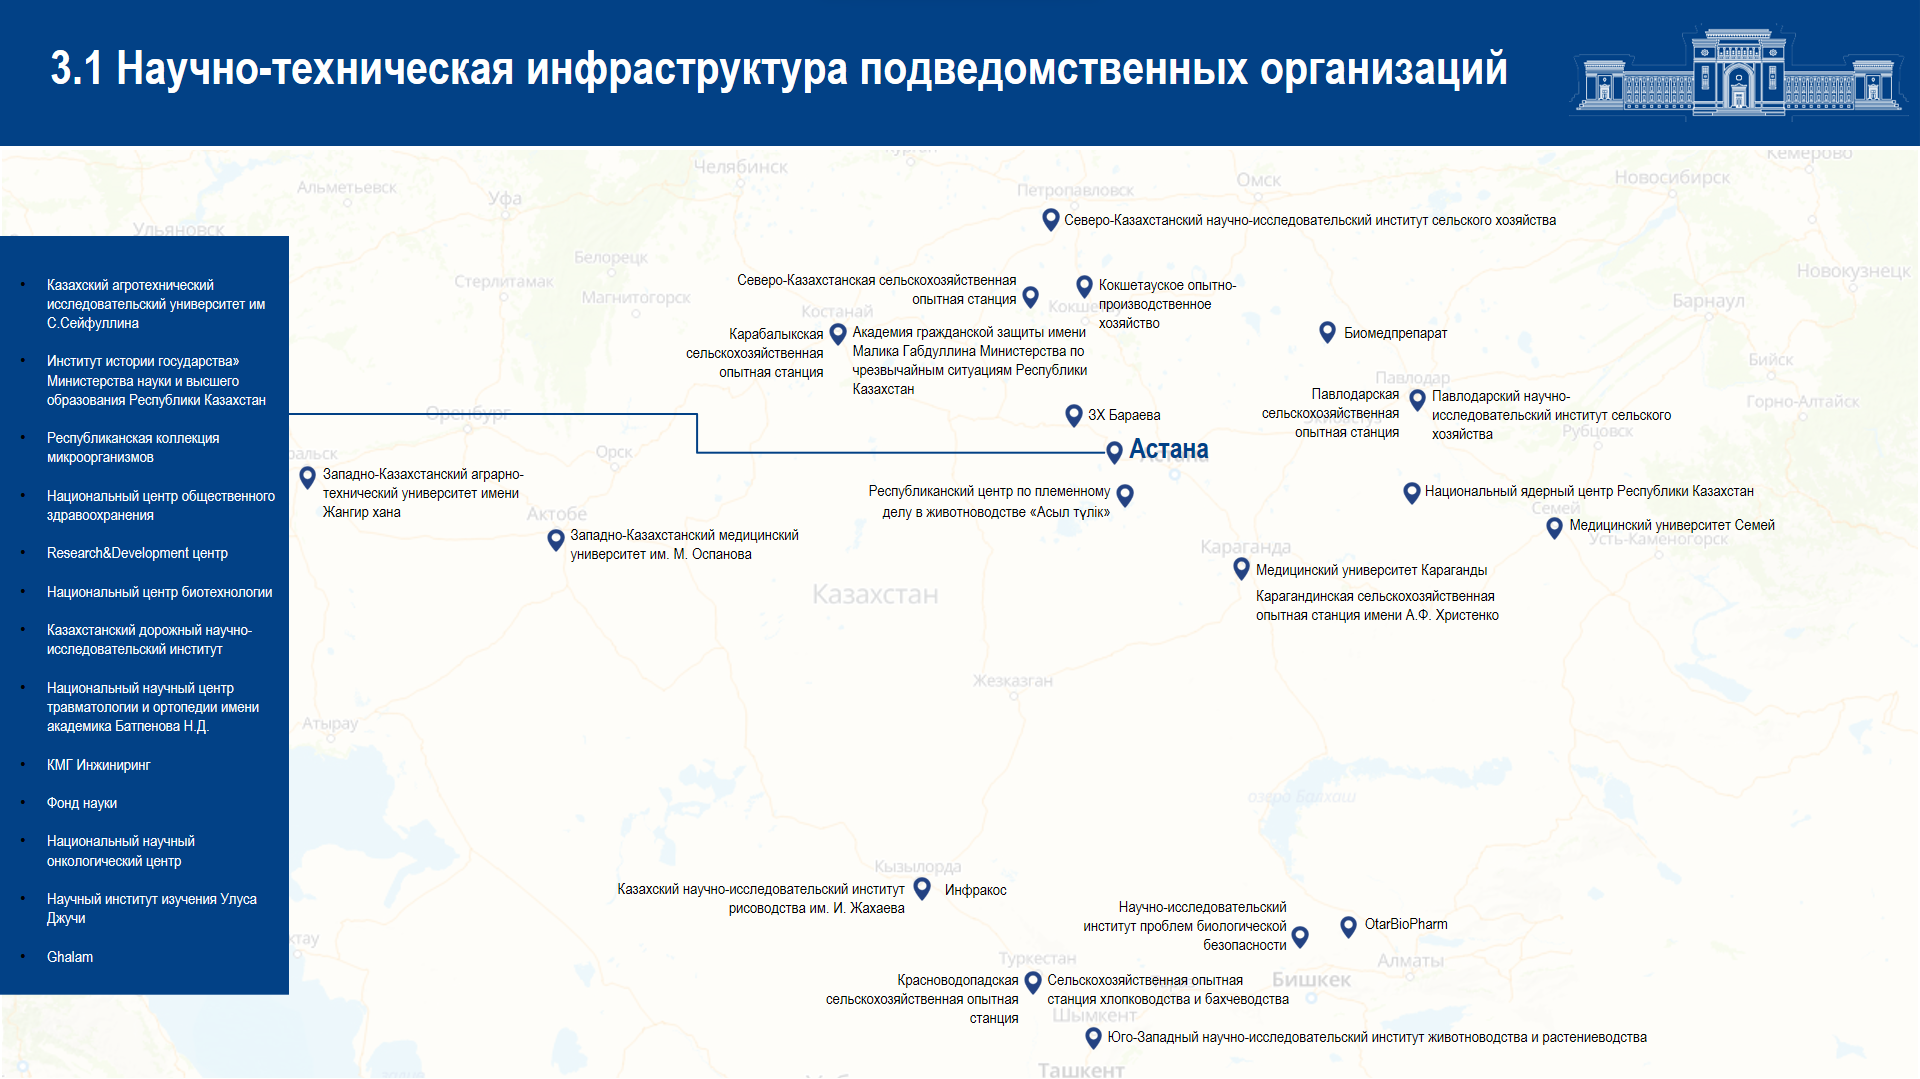 3.1 Научно-техническая инфраструктура подведомственных организаций
Челябинск
Кемерово
Альметьевск
Уфа
Петропавловск
Омск
Новосибирск
Ульяновск
Северо-Казахстанский научно-исследовательский институт сельского хозяйства
Белорецк
Стерлитамак
Магнитогорск
Новокузнецк
Барнаул
Костанай
Северо-Казахстанская сельскохозяйственная
опытная станция
Кокшетауское опытно-
производственное
хозяйство
Карабалыкская
сельскохозяйственная
опытная станция
Академия гражданской защиты имени
Малика Габдуллина Министерства по
чрезвычайным ситуациям Республики
Казахстан
Биомедпрепарат
Бийск
Павлодар
Горно-Алтайск
Павлодарская
сельскохозяйственная
опытная станция
Павлодарский научно-
исследовательский институт сельского
хозяйства
Рубцовск
ЗХ Бараева
Астана
Оренбург
Орск
Западно-Казахстанский аграрно-
технический университет имени
Жангир хана
Актобе
Западно-Казахстанский медицинский
университет им. М. Оспанова
Республиканский центр по племенному
делу в животноводстве «Асыл түлік»
Национальный ядерный центр Республики Казахстан
Семей
Медицинский университет Семей
Усть-Каменогорск
Караганда
Медицинский университет Караганды
Карагандинская сельскохозяйственная
опытная станция имени А.Ф. Христенко
Казахстан
Жезказган
Атырау
озеро Балхаш
• Казахский агротехнический
исследовательский университет им
С.Сейфуллина
• Институт истории государства»
Министерства науки и высшего
образования Республики Казахстан
• Республиканская коллекция
микроорганизмов
• Национальный центр общественного
здравоохранения
• Research&Development центр
• Национальный центр биотехнологии
• Казахстанский дорожный научно-
исследовательский институт
• Национальный научный центр
травматологии и ортопедии имени
академика Батпенова Н.Д.
• КМГ Инжиниринг
• Фонд науки
• Национальный научный
онкологический центр
• Научный институт изучения Улуса
Джучи
• Ghalam
Кызылорда
Казахский научно-исследовательский институт
рисоводства им. И. Жахаева
Инфракос
Научно-исследовательский
институт проблем биологической
безопасности
OtarBioPharm
Алматы
Туркестан
Бишкек
Красноводопадская
сельскохозяйственная опытная
станция
Сельскохозяйственная опытная
станция хлопководства и бахчеводства
Шымкент
Юго-Западный научно-исследовательский институт животноводства и растениеводства
Ташкент